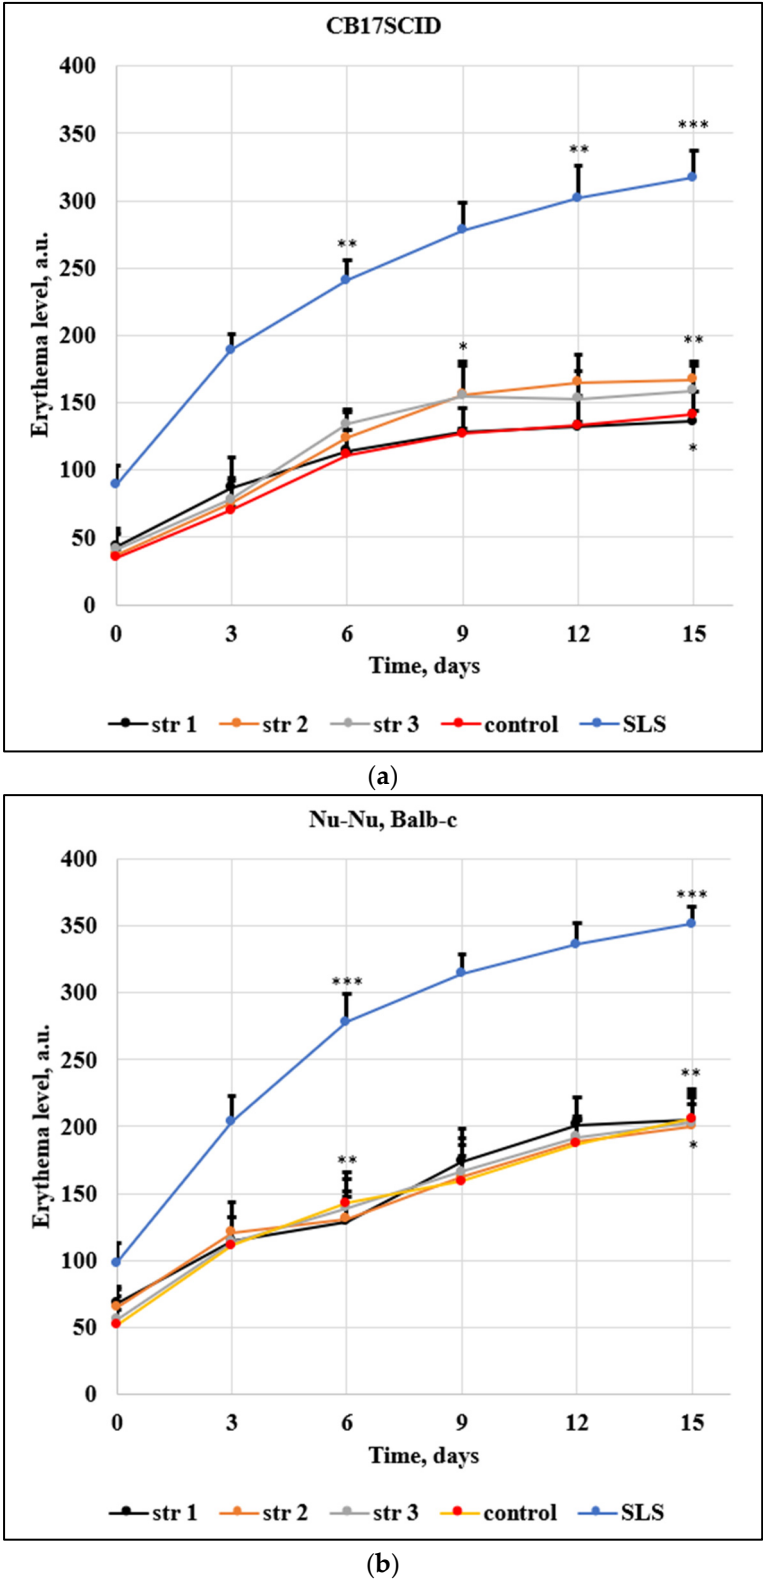 CB17SCID
400
350
300
250
200
150
100
50
0
Erythema level, a.u.
***
**
**
*
**
*
0 3 6 9 12 15
Time, days
str 1 str 2 str 3 control SLS
(a)
Nu-Nu, Balb-c
400
350
300
250
200
150
100
50
0
Erythema level, a.u.
***
***
**
**
*
0 3 6 9 12 15
Time, days
str 1 str 2 str 3 control SLS
(b)